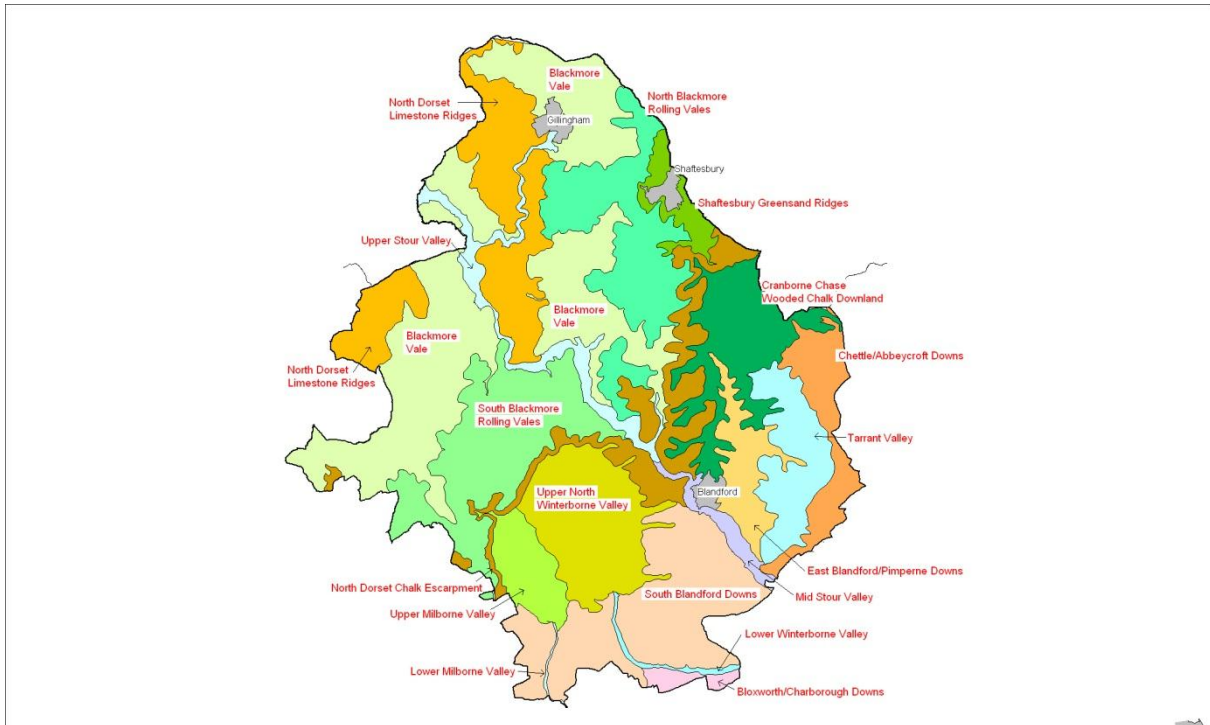 Blackmore
Vale
North Dorset
Limestone Ridges
North Blackmore
Rolling Vales
Gillingham
Shaftesbury
Shaftesbury Greensand Ridges
Upper Stour Valley
Cranborne Chase
Wooded Chalk Downland
Blackmore
Vale
Blackmore
Vale
Chettle/Abbeycroft Downs
North Dorset
Limestone Ridges
South Blackmore
Rolling Vales
Tarrant Valley
Upper North
Winterborne Valley
Blandford
East Blandford/Pimperne Downs
North Dorset Chalk Escarpment
South Blandford Downs
Mid Stour Valley
Upper Milborne Valley
Lower Winterborne Valley
Lower Milborne Valley
Bloxworth/Charborough Downs